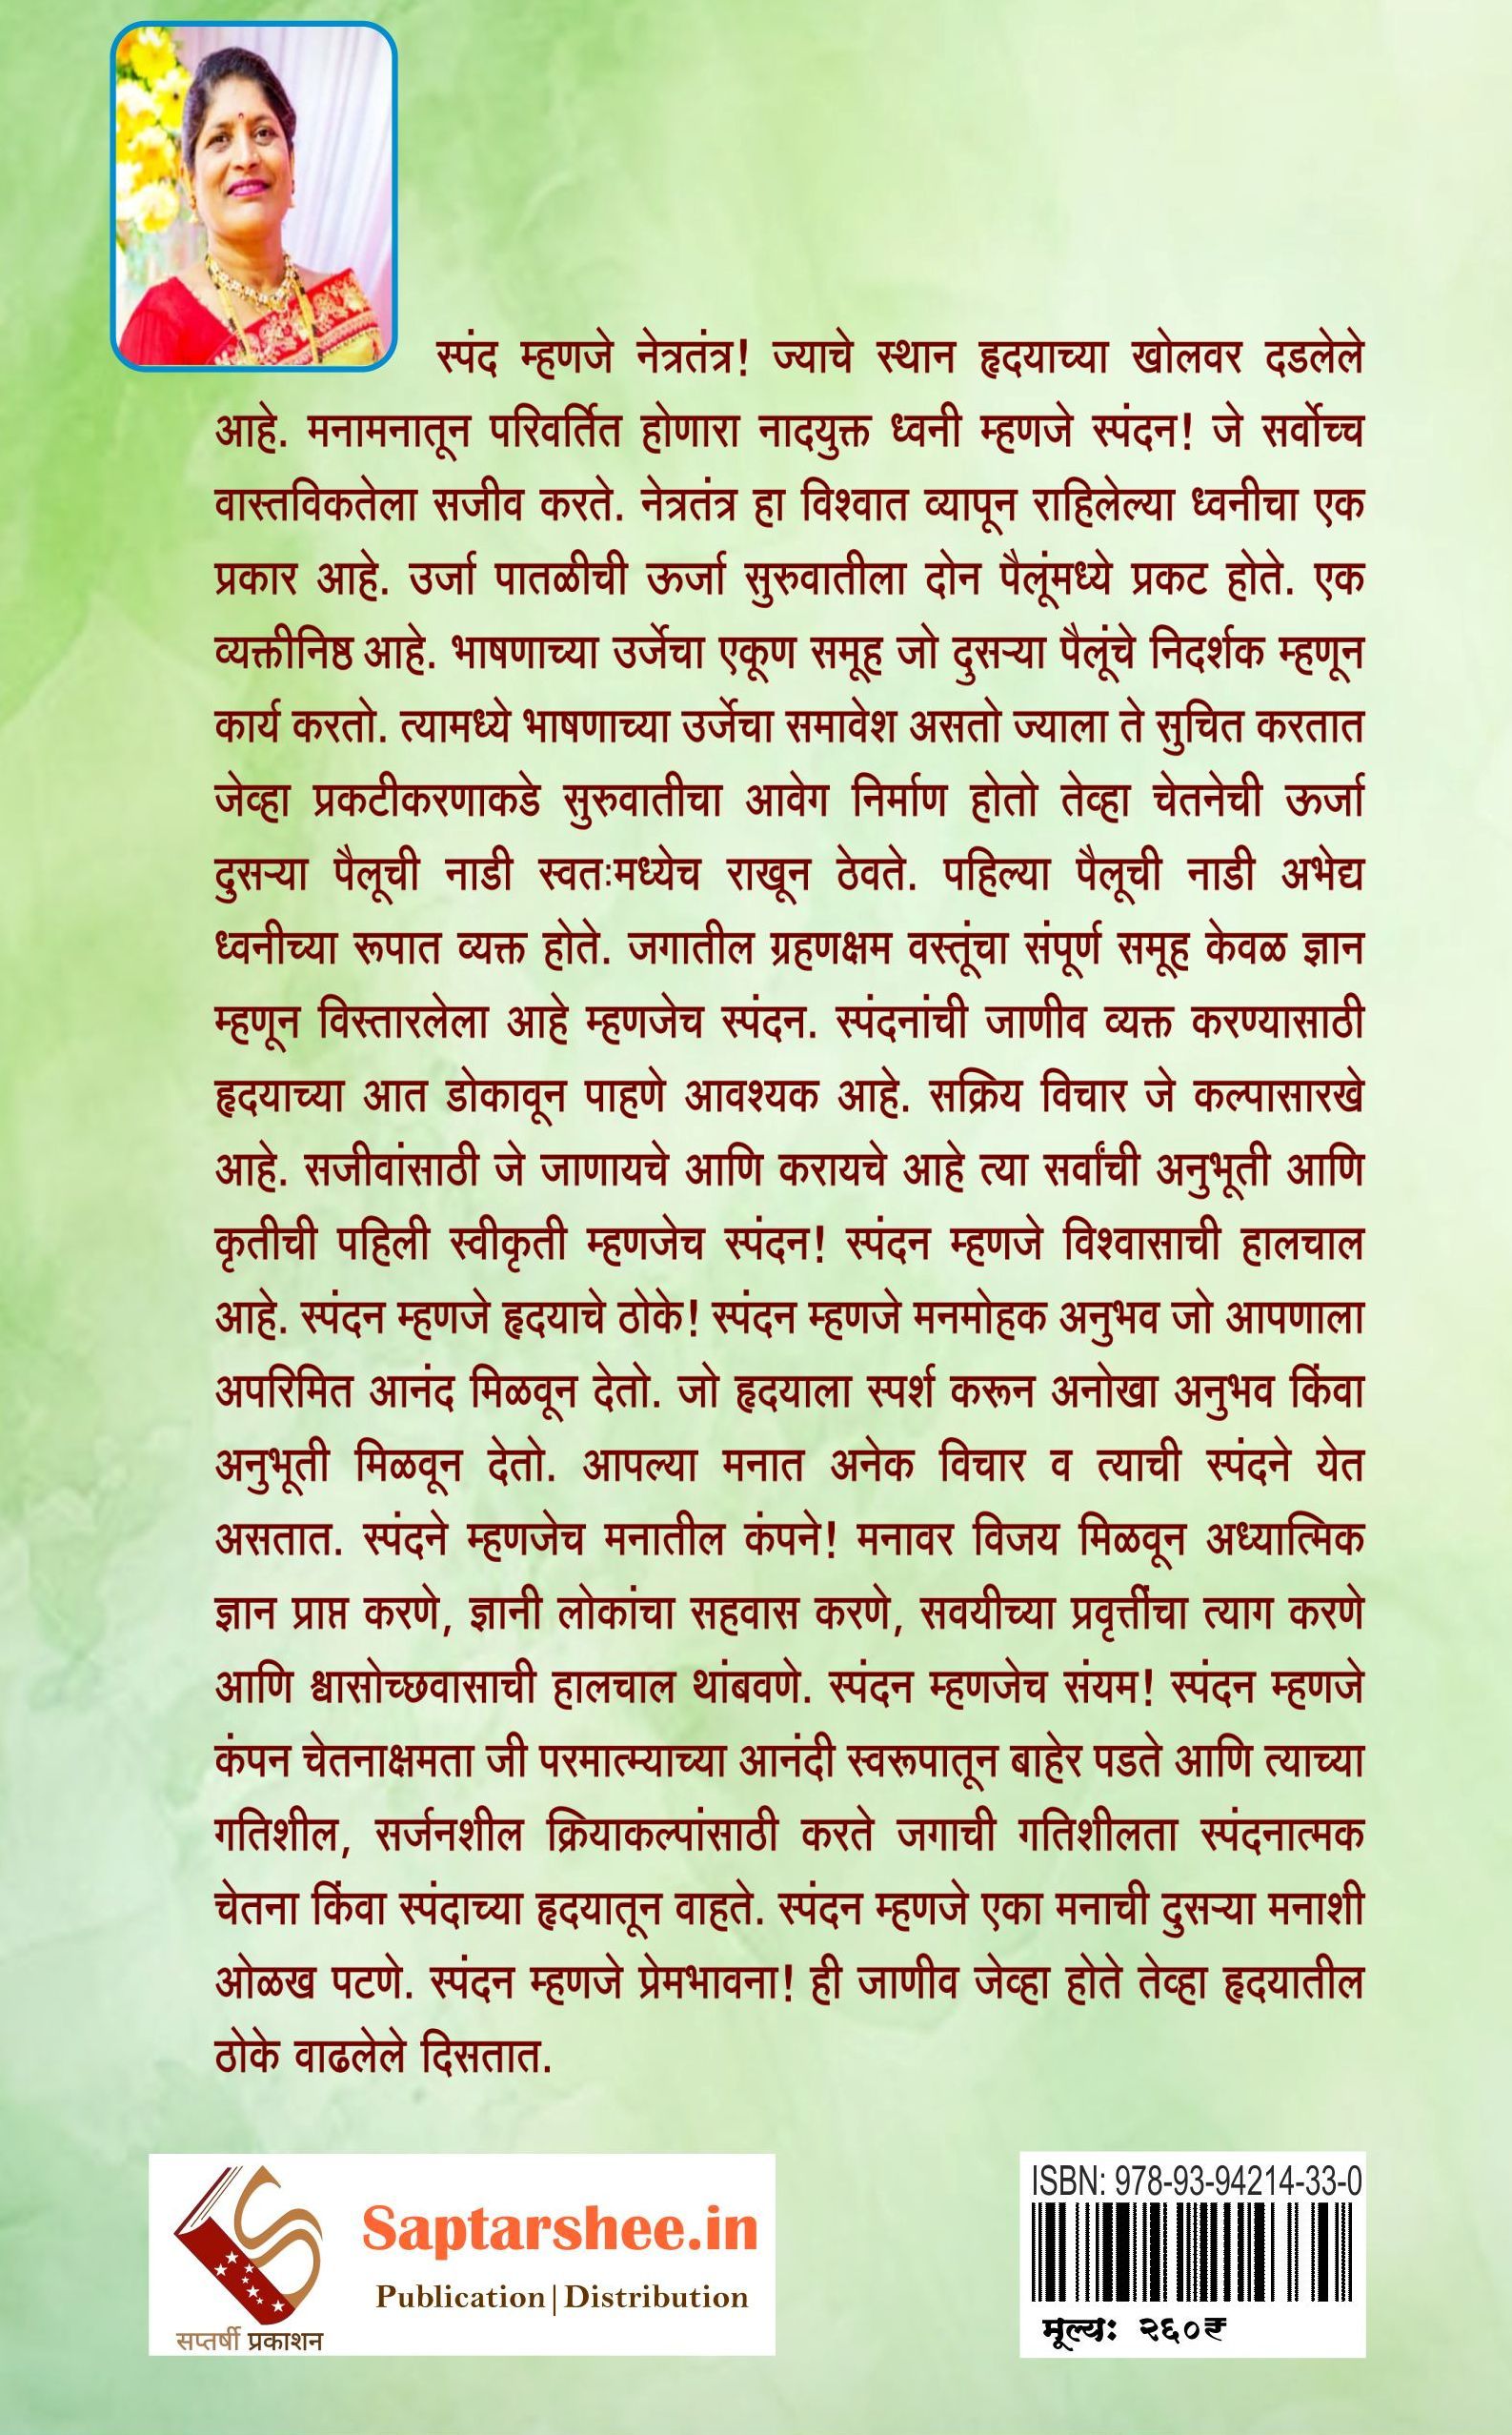 स्पंद म्हणजे नेत्रतंत्र! ज्याचे स्थान हृदयाच्या खोलवर दडलेले
आहे. मनामनातून परिवर्तित होणारा नादयुक्त ध्वनी म्हणजे स्पंदन! जे सर्वोच्च
वास्तविकतेला सजीव करते. नेत्रतंत्र हा विश्वात व्यापून राहिलेल्या ध्वनीचा एक
प्रकार आहे. उर्जा पातळीची ऊर्जा सुरुवातीला दोन पैलूंमध्ये प्रकट होते. एक
व्यक्तीनिष्ठ आहे. भाषणाच्या उर्जेचा एकूण समूह जो दुसऱ्या पैलूंचे निदर्शक म्हणून
कार्य करतो. त्यामध्ये भाषणाच्या उर्जेचा समावेश असतो ज्याला ते सुचित करतात
जेव्हा प्रकटीकरणाकडे सुरुवातीचा आवेग निर्माण होतो तेव्हा चेतनेची ऊर्जा
दुसऱ्या पैलूची नाडी स्वतःमध्येच राखून ठेवते. पहिल्या पैलूची नाडी अभेद्य
ध्वनीच्या रूपात व्यक्त होते. जगातील ग्रहणक्षम वस्तूंचा संपूर्ण समूह केवळ ज्ञान
म्हणून विस्तारलेला आहे म्हणजेच स्पंदन. स्पंदनांची जाणीव व्यक्त करण्यासाठी
हृदयाच्या आत डोकावून पाहणे आवश्यक आहे. सक्रिय विचार जे कल्पासारखे
आहे. सजीवांसाठी जे जाणायचे आणि करायचे आहे त्या सर्वांची अनुभूती आणि
कृतीची पहिली स्वीकृती म्हणजेच स्पंदन! स्पंदन म्हणजे विश्वासाची हालचाल
आहे. स्पंदन म्हणजे हृदयाचे ठोके! स्पंदन म्हणजे मनमोहक अनुभव जो आपणाला
अपरिमित आनंद मिळवून देतो. जो हृदयाला स्पर्श करून अनोखा अनुभव किंवा
अनुभूती मिळवून देतो. आपल्या मनात अनेक विचार व त्याची स्पंदने येत
असतात. स्पंदने म्हणजेच मनातील कंपने! मनावर विजय मिळवून अध्यात्मिक
ज्ञान प्राप्त करणे, ज्ञानी लोकांचा सहवास करणे, सवयीच्या प्रवृत्तींचा त्याग करणे
आणि श्वासोच्छवासाची हालचाल थांबवणे. स्पंदन म्हणजेच संयम! स्पंदन म्हणजे
कंपन चेतनाक्षमता जी परमात्म्याच्या आनंदी स्वरूपातून बाहेर पडते आणि त्याच्या
गतिशील, सर्जनशील क्रियाकल्पांसाठी करते जगाची गतिशीलता स्पंदनात्मक
चेतना किंवा स्पंदाच्या हृदयातून वाहते. स्पंदन म्हणजे एका मनाची दुसऱ्या मनाशी
ओळख पटणे. स्पंदन म्हणजे प्रेमभावना! ही जाणीव जेव्हा होते तेव्हा हृदयातील
ठोके वाढलेले दिसतात.
Saptarshee.in
Publication|Distribution
सप्तर्षी प्रकाशन
ISBN: 978-93-94214-33-0
मूल्य: २६०₹